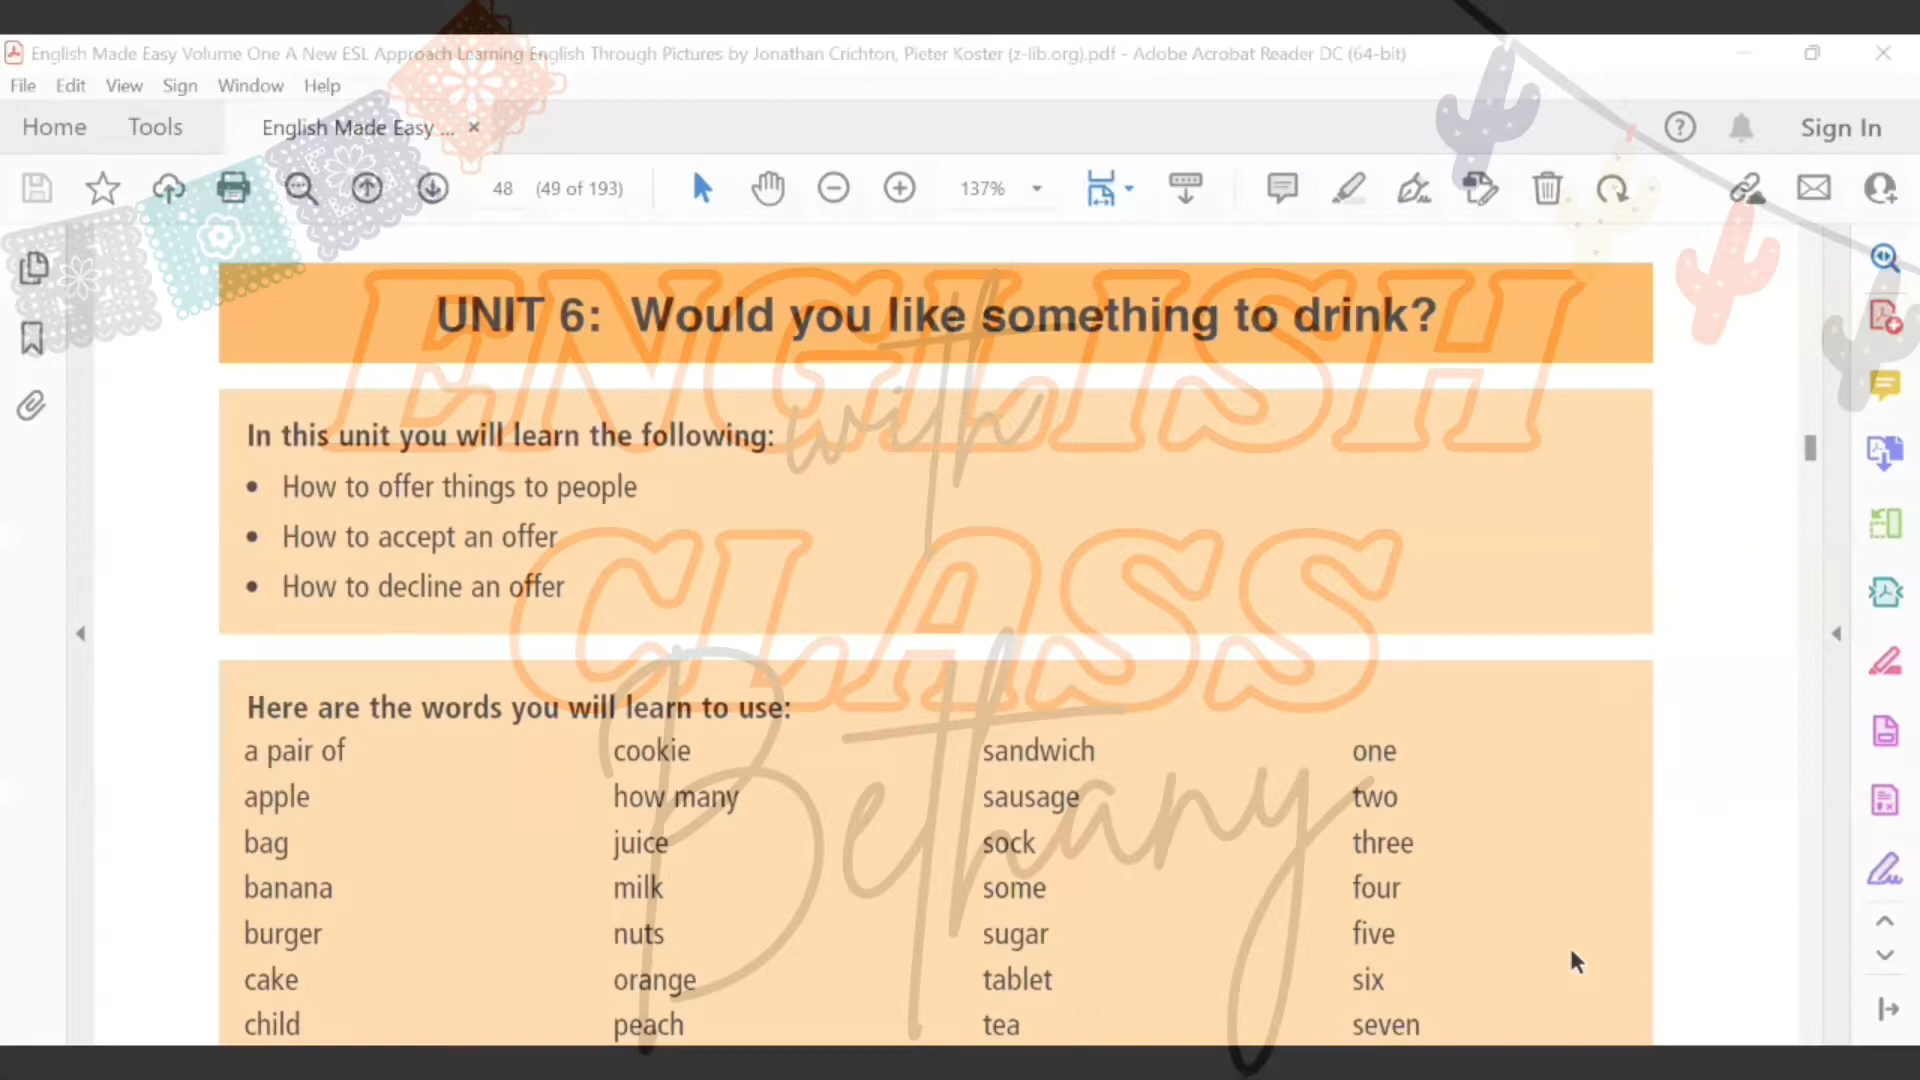 English Made Easy Volume One A New ESL Approach Learning English Through Pictures by Jonathan Crichton, Pieter Koster (z-lib.org).pdf - Adobe Acrobat Reader DC (64-bit)
File Edit View Sign Window Help
Home Tools English Made Easy ... × Sign In
48 (49 of 193) 137%
UNIT 6: Would you like something to drink?
ENGLISH
with
CLASS
Bethany
In this unit you will learn the following:
• How to offer things to people
• How to accept an offer
• How to decline an offer
Here are the words you will learn to use:
a pair of cookie sandwich one
apple how many sausage two
bag juice sock three
banana milk some four
burger nuts sugar five
cake orange tablet six
child peach tea seven